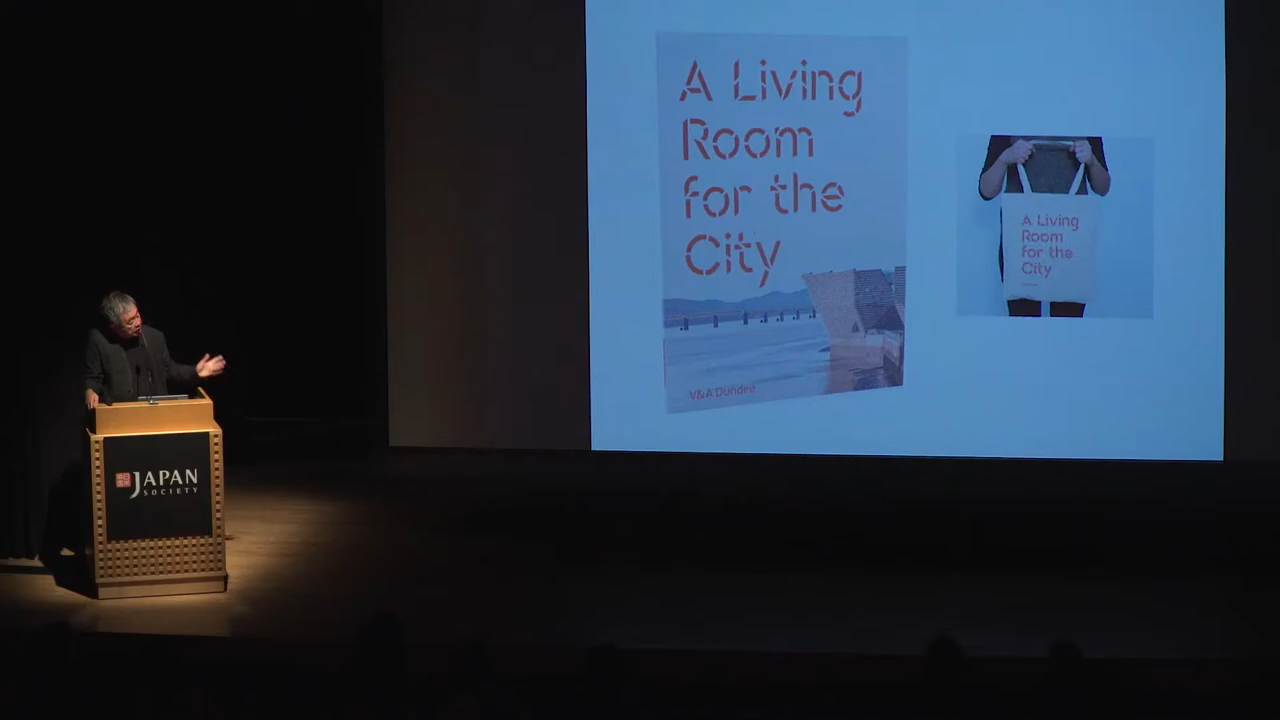 A Living
Room
for the
City
V&A Dundee
A Living
Room
for the
City
JAPAN
SOCIETY